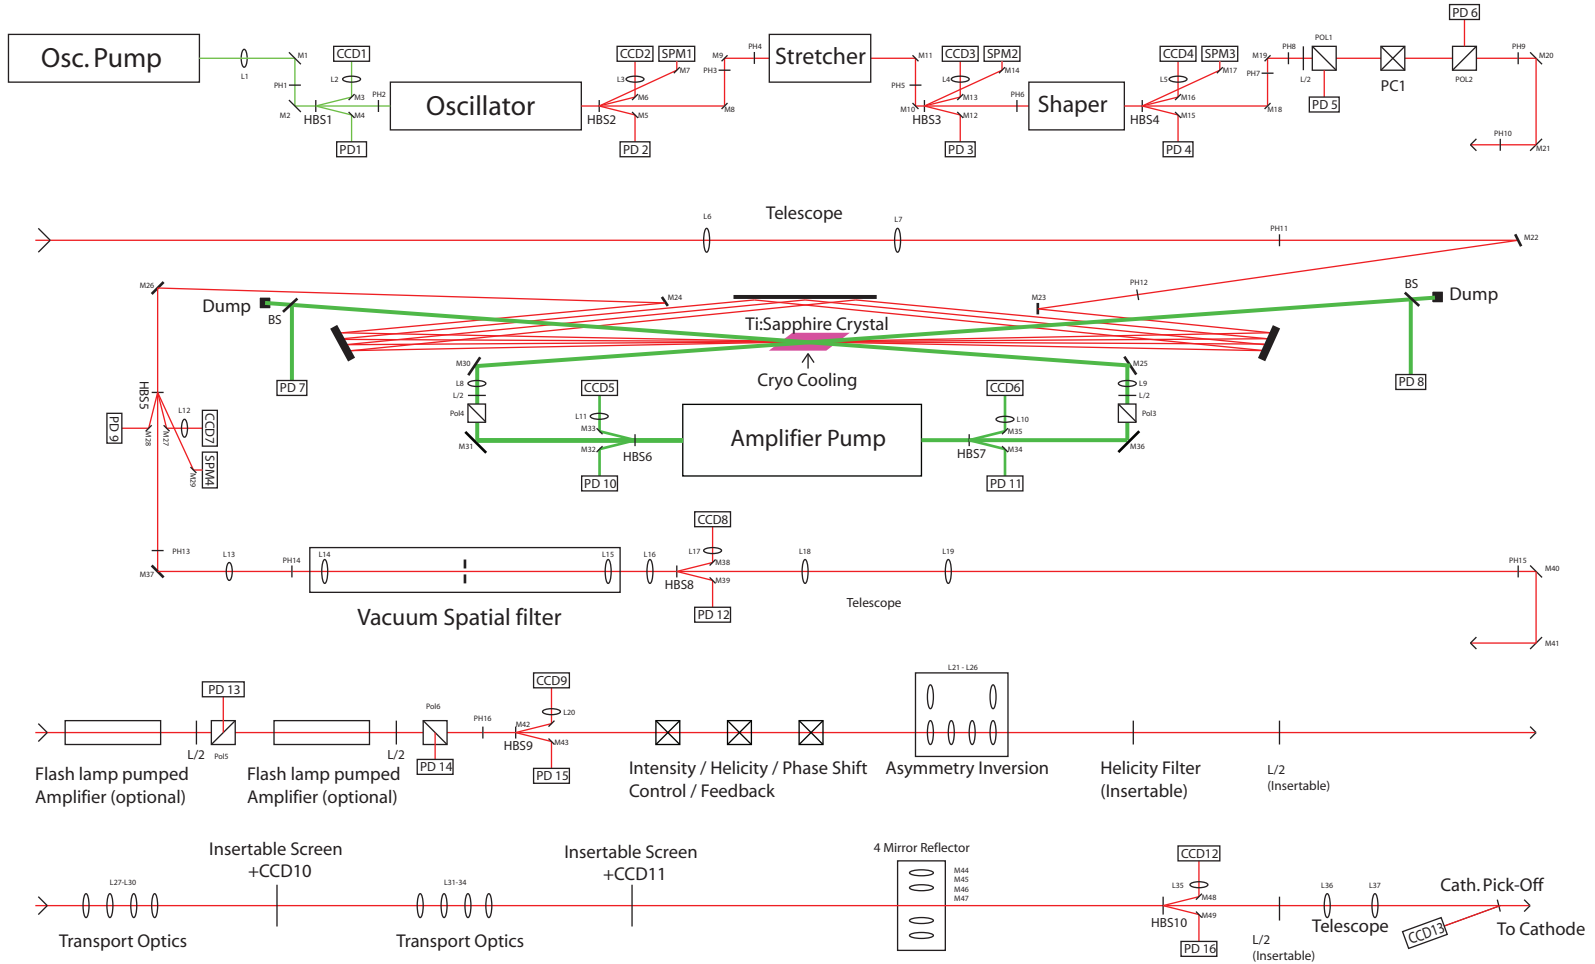 Osc. Pump
L1
M1
PH1
M2
HBS1
CCD1
L2
M3
M4
PD1
PH2
Oscillator
HBS2
CCD2
SPM1
L3
M7
M6
M5
PD 2
M8
M9
PH3
PH4
Stretcher
M11
PH5
M10
HBS3
CCD3
SPM2
L4
M14
M13
M12
PD 3
PH6
Shaper
HBS4
CCD4
SPM3
L5
M17
M16
M15
PD 4
M18
M19
PH7
PH8
L/2
POL1
PD 5
PC1
PD 6
POL2
PH9
M20
PH10
M21
L6
Telescope
L7
PH11
M22
M26
Dump
BS
M24
M23
PH12
BS
Dump
Ti:Sapphire Crystal
Cryo Cooling
PD 7
PD 8
M30
L8
L/2
Pol4
M31
CCD5
L11
M33
M32
HBS6
PD 10
Amplifier Pump
CCD6
L10
M35
HBS7
M34
PD 11
M25
L9
L/2
Pol3
M36
HBS5
PD 9
M28
M27
L12
CCD7
SPM4
M29
PH13
M37
L13
PH14
L14
L15
L16
Vacuum Spatial filter
CCD8
L17
M38
HBS8
M39
PD 12
L18
Telescope
L19
PH15
M40
M41
Flash lamp pumped
Amplifier (optional)
L/2
PD 13
Pol5
Flash lamp pumped
Amplifier (optional)
L/2
Pol6
PD 14
PH16
HBS9
CCD9
L20
M42
M43
PD 15
Intensity / Helicity / Phase Shift
Control / Feedback
L21 - L26
Asymmetry Inversion
Helicity Filter
(Insertable)
L/2
(Insertable)
L27-L30
Transport Optics
Insertable Screen
+CCD10
L31-34
Transport Optics
Insertable Screen
+CCD11
4 Mirror Reflector
M44
M45
M46
M47
CCD12
L35
M48
HBS10
M49
PD 16
L/2
(Insertable)
L36
L37
Telescope
CCD13
Cath. Pick-Off
To Cathode